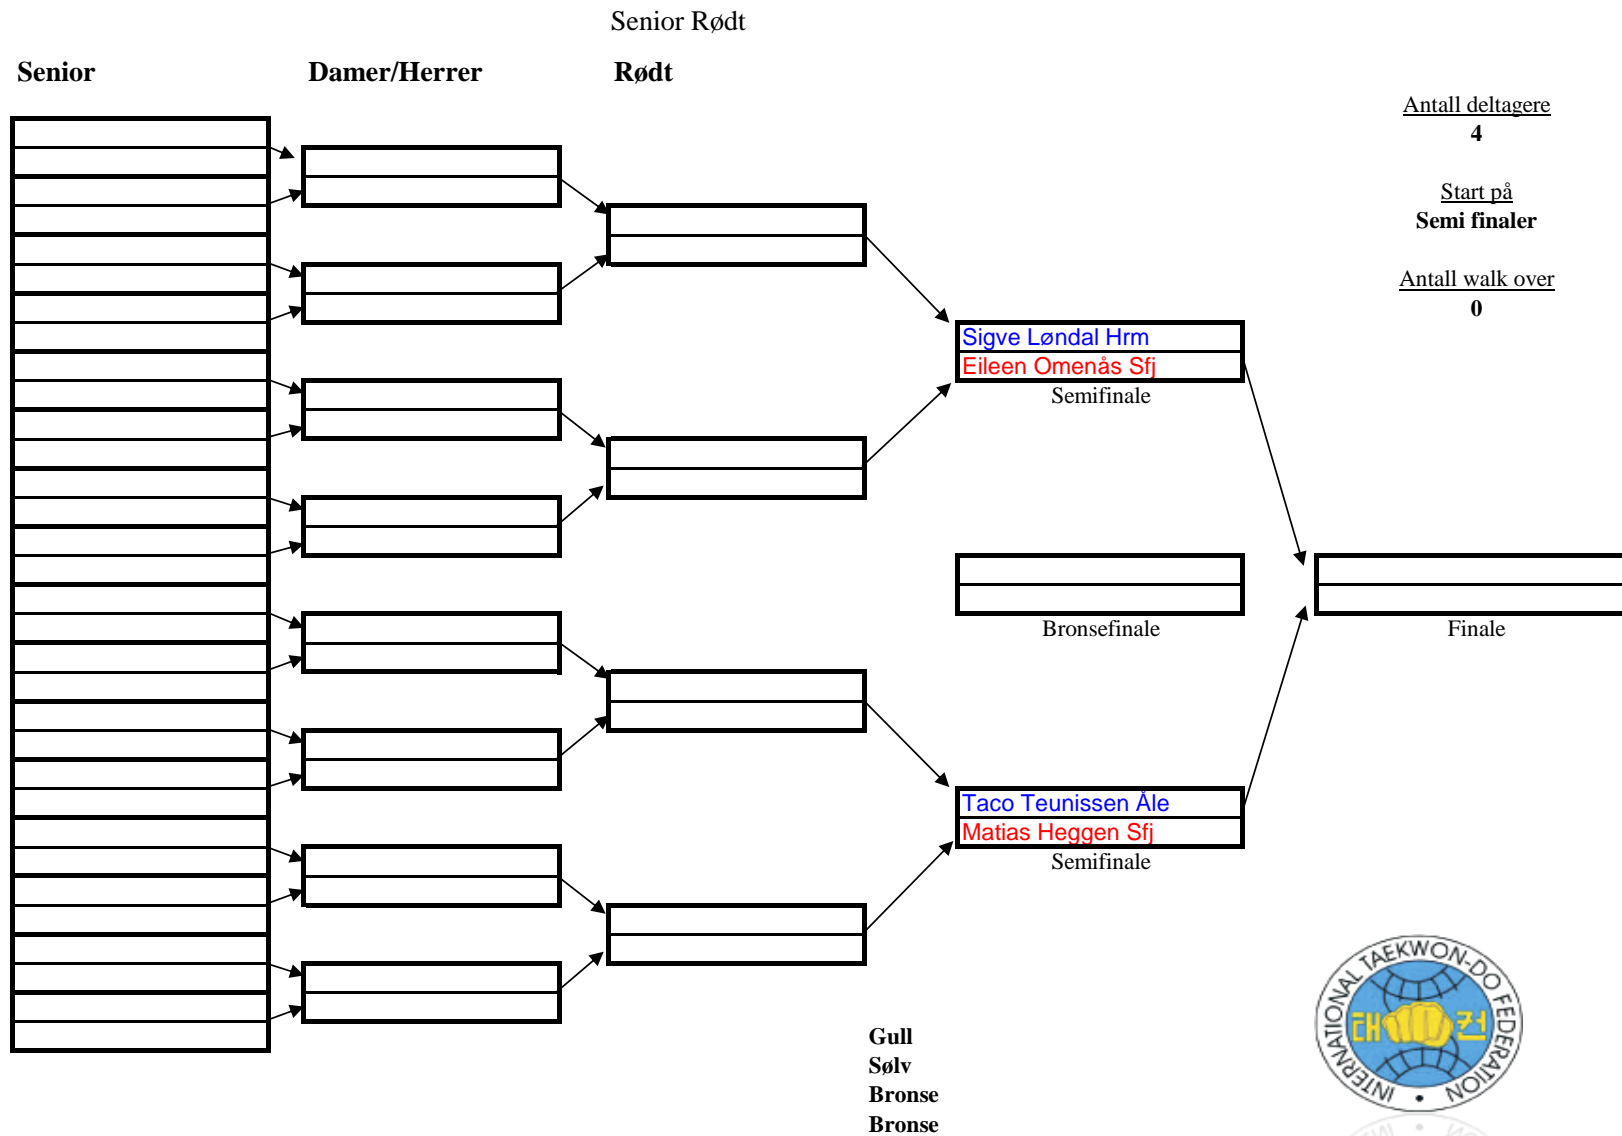 Senior Rødt
Senior
Damer/Herrer
Rødt
Antall deltagere
4
Start på
Semi finaler
Antall walk over
0
Sigve Løndal Hrm
Eileen Omenås Sfj
Semifinale
Bronsefinale
Finale
Taco Teunissen Åle
Matias Heggen Sfj
Semifinale
Gull
Sølv
Bronse
Bronse
INTERNATIONAL TAEKWON-DO FEDERATION
태권